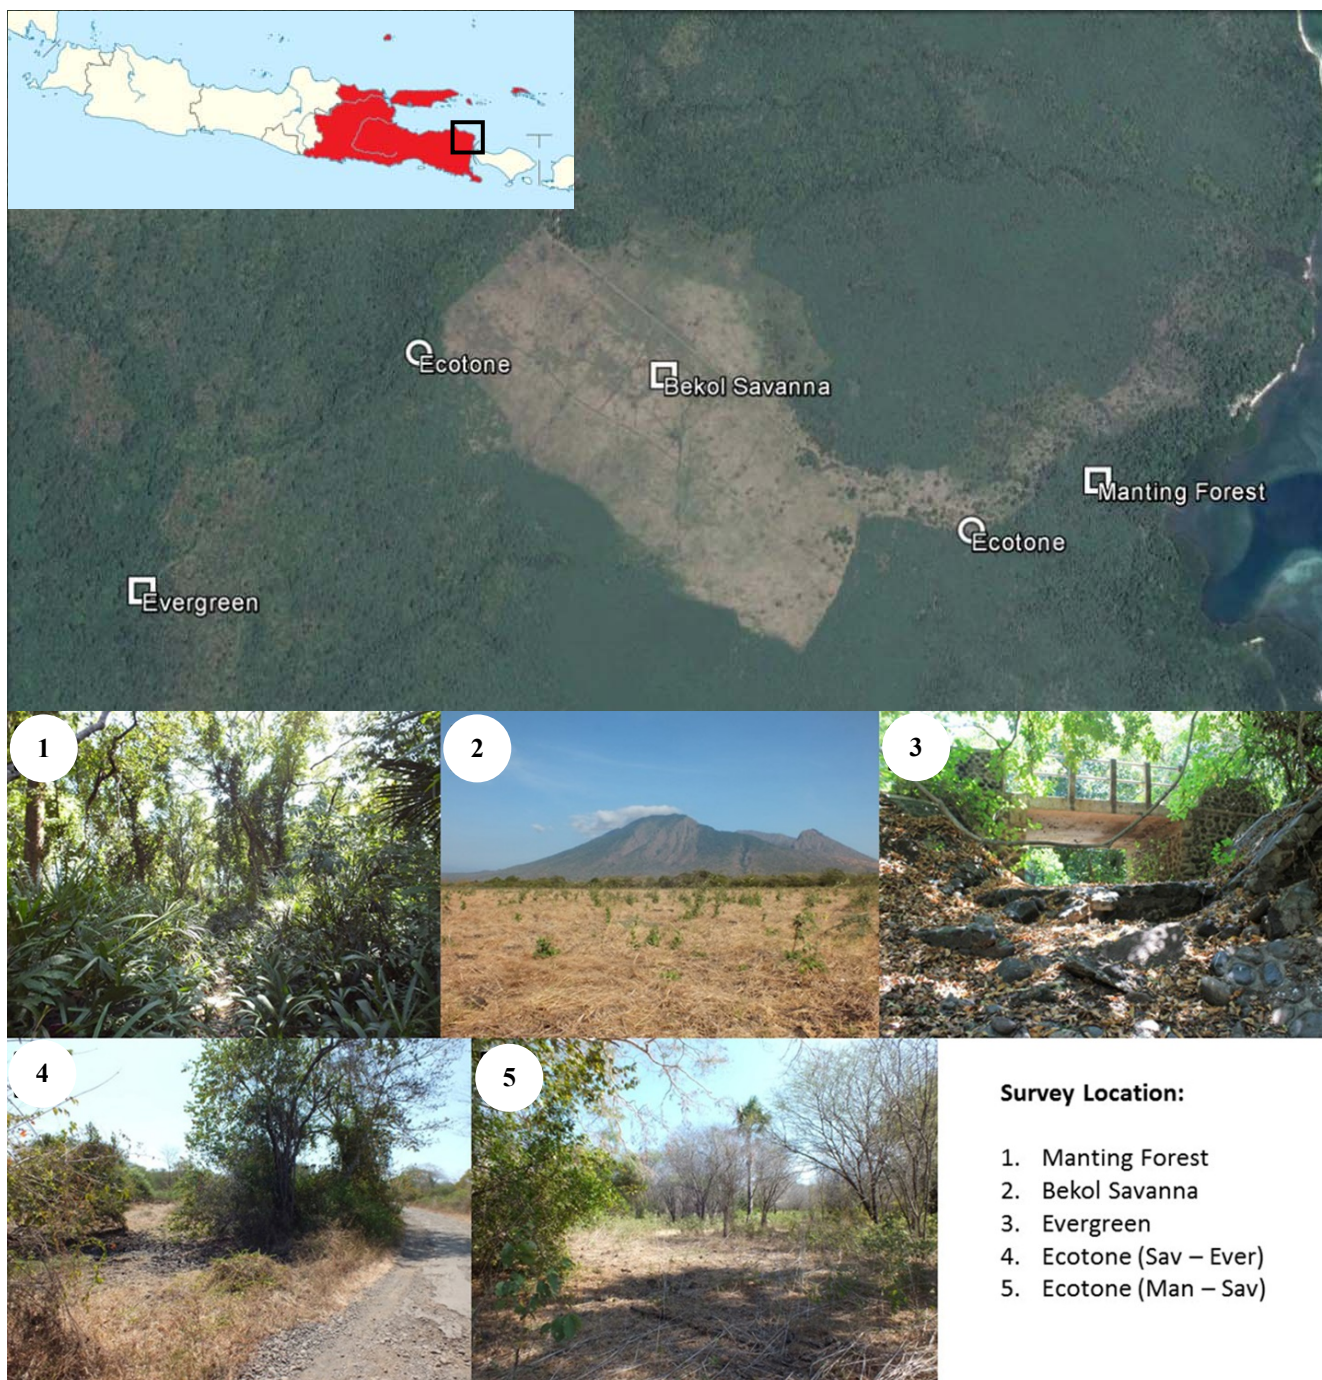 Ecotone
Bekol Savanna
Manting Forest
Ecotone
Evergreen
1
2
3
4
5
Survey Location:
1. Manting Forest
2. Bekol Savanna
3. Evergreen
4. Ecotone (Sav – Ever)
5. Ecotone (Man – Sav)